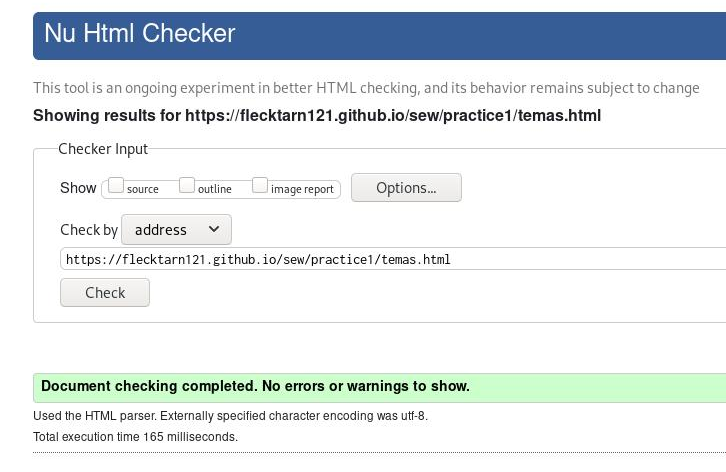 Nu Html Checker
This tool is an ongoing experiment in better HTML checking, and its behavior remains subject to change
Showing results for https://flecktarn121.github.io/sew/practice1/temas.html
Checker Input
Show source outline image report Options...
Check by address
https://flecktarn121.github.io/sew/practice1/temas.html
Check
Document checking completed. No errors or warnings to show.
Used the HTML parser. Externally specified character encoding was utf-8.
Total execution time 165 milliseconds.